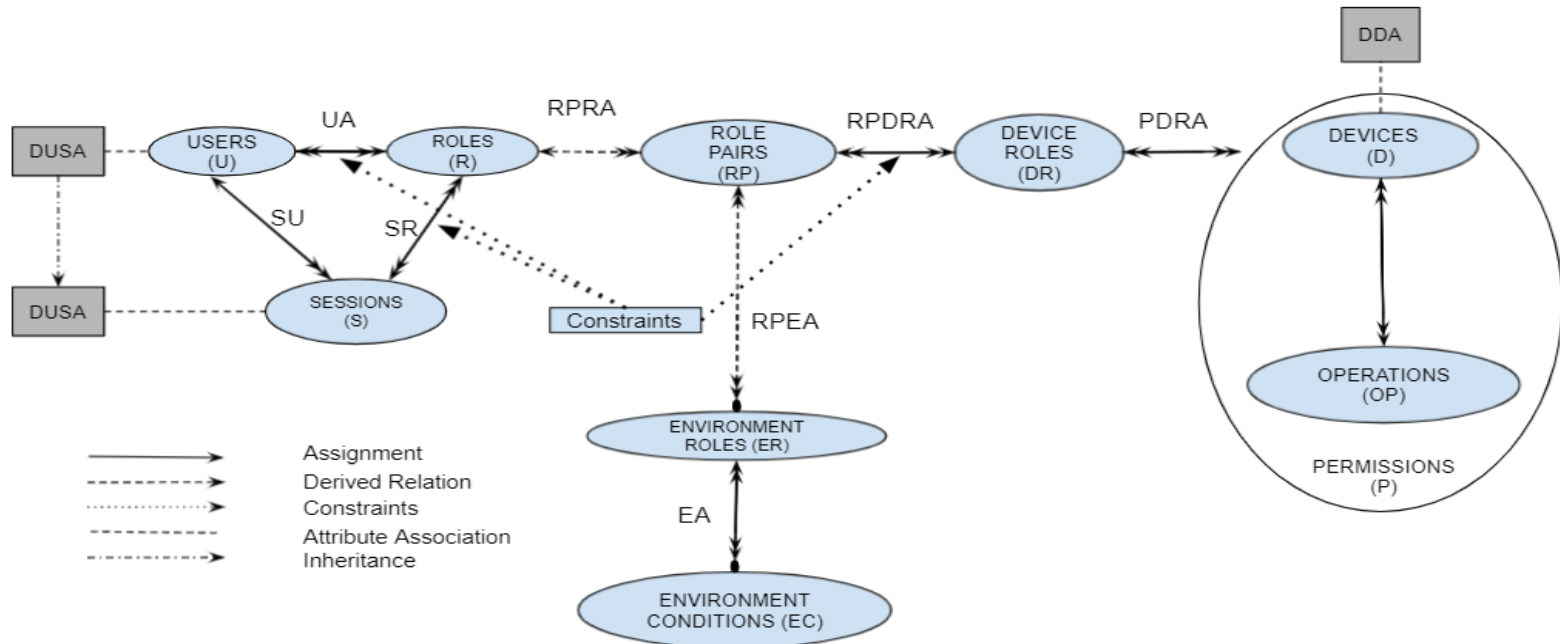 DDA
UA
RPRA
RPDRA
PDRA
DUSA
USERS
(U)
ROLES
(R)
ROLE
PAIRS
(RP)
DEVICE
ROLES
(DR)
DEVICES
(D)
SU
SR
DUSA
SESSIONS
(S)
Constraints
RPEA
OPERATIONS
(OP)
ENVIRONMENT
ROLES (ER)
PERMISSIONS
(P)
EA
ENVIRONMENT
CONDITIONS (EC)
Assignment
Derived Relation
Constraints
Attribute Association
Inheritance